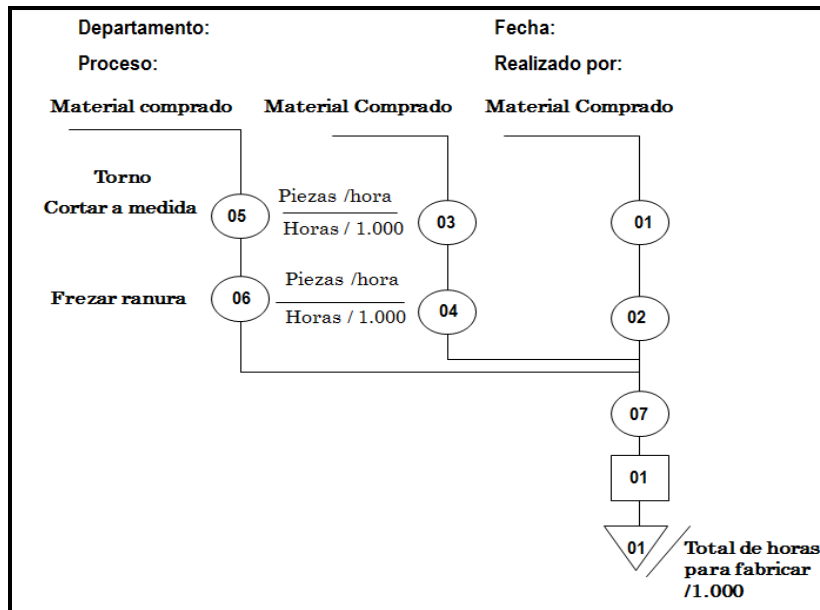 Departamento: Fecha:
Proceso: Realizado por:
Material comprado Material Comprado Material Comprado
Torno
Cortar a medida 05 Piezas /hora 03 01
Horas / 1.000
Frezar ranura 06 Piezas /hora 04 02
Horas / 1.000
07
01
01 Total de horas
para fabricar
/1.000